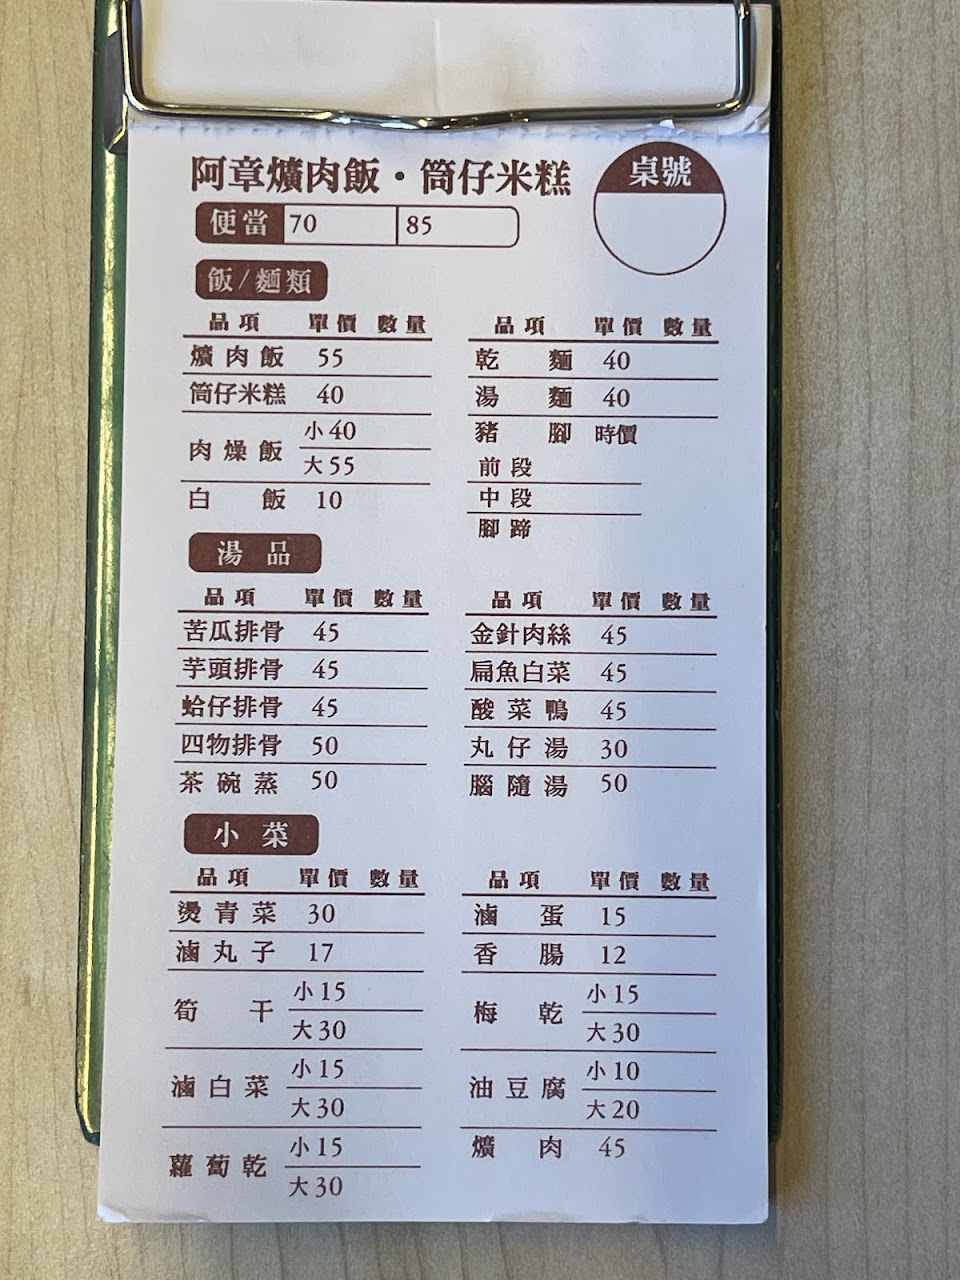 阿章爌肉飯·筒仔米糕
桌號
便當 70 85
飯/麵類
品項 單價 數量
爌肉飯 55
筒仔米糕 40
肉燥飯 小40
大55
白飯 10
品項 單價 數量
乾麵 40
湯麵 40
豬腳 時價
前段
中段
腳蹄
湯品
品項 單價 數量
苦瓜排骨 45
芋頭排骨 45
蛤仔排骨 45
四物排骨 50
茶碗蒸 50
品項 單價 數量
金針肉絲 45
扁魚白菜 45
酸菜鴨 45
丸仔湯 30
腦隨湯 50
小菜
品項 單價 數量
燙青菜 30
滷丸子 17
筍干 小15
大30
滷白菜 小15
大30
蘿蔔乾 小15
大30
品項 單價 數量
滷蛋 15
香腸 12
梅乾 小15
大30
油豆腐 小10
大20
爌肉 45